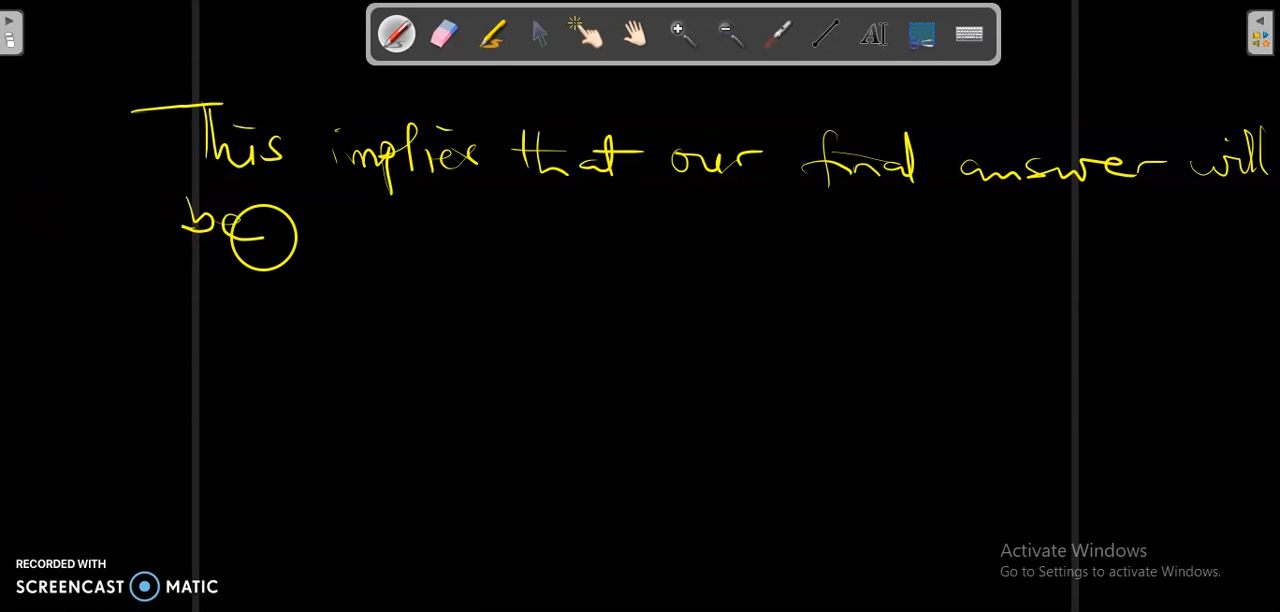 This implies that our final answer will
be
Activate Windows
Go to Settings to activate Windows.
RECORDED WITH
SCREENCAST MATIC